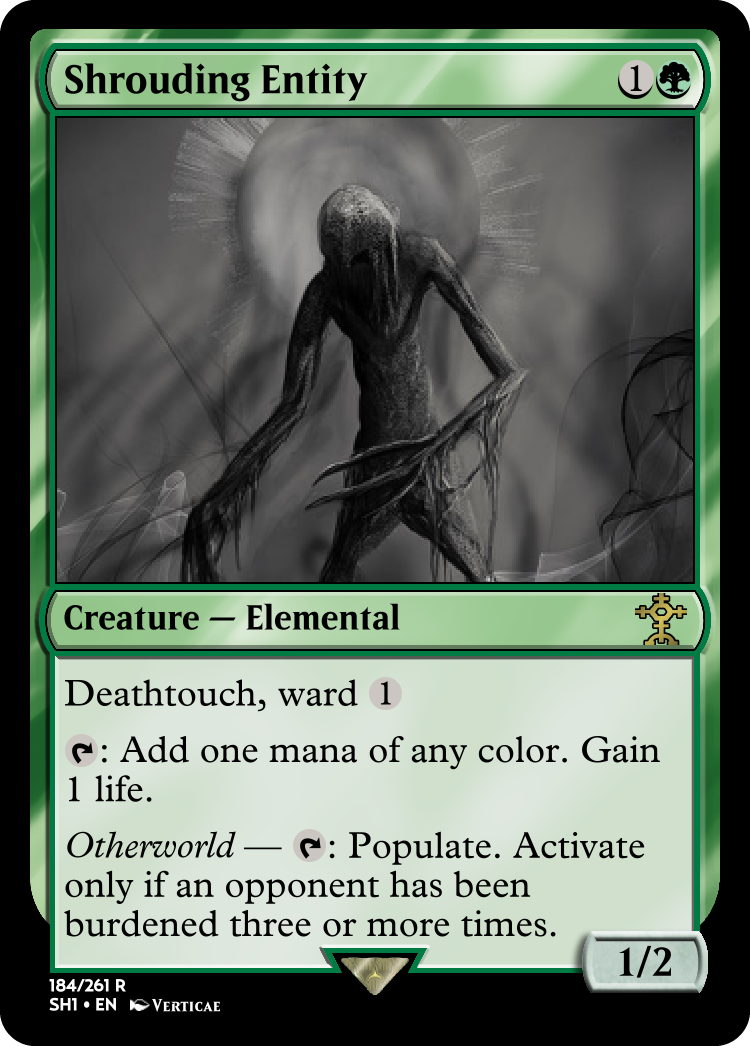 Shrouding Entity 1
Creature — Elemental
Deathtouch, ward 1
: Add one mana of any color. Gain
1 life.
Otherworld — : Populate. Activate
only if an opponent has been
burdened three or more times.
1/2
184/261 R
SH1 • EN VERTICAE